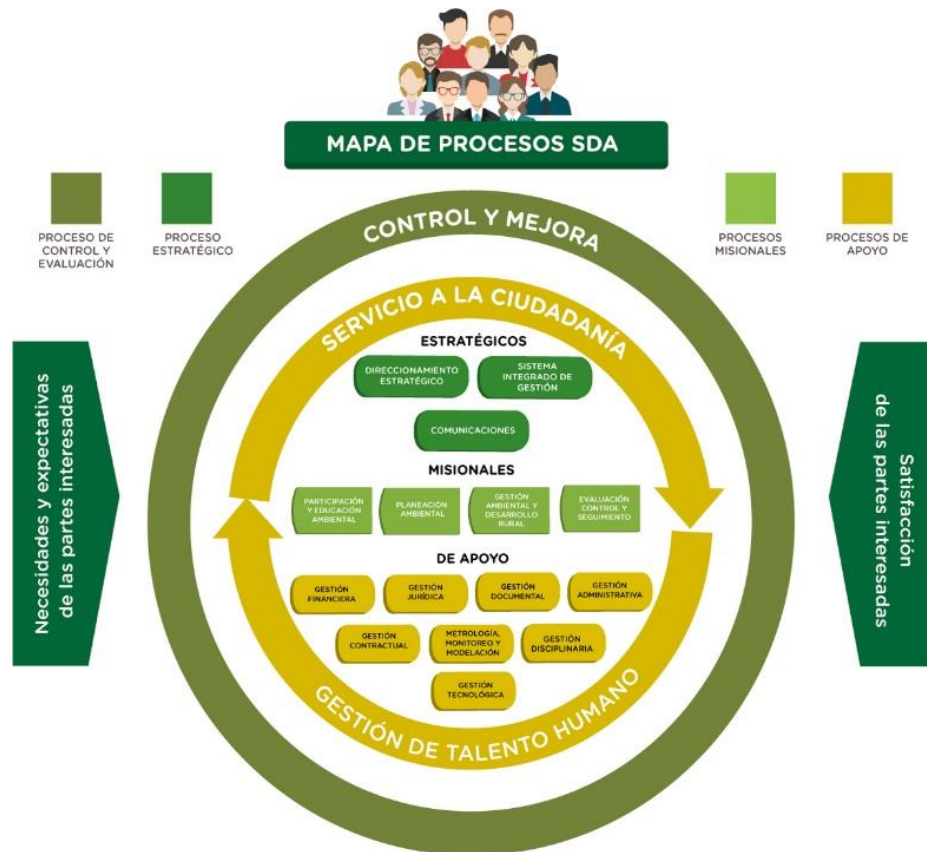 MAPA DE PROCESOS SDA
PROCESO DE
CONTROL Y
EVALUACIÓN
PROCESO
ESTRATÉGICO
PROCESOS
MISIONALES
PROCESOS DE
APOYO
CONTROL Y MEJORA
SERVICIO A LA CIUDADANÍA
ESTRATÉGICOS
DIRECCIONAMIENTO
ESTRATÉGICO
SISTEMA
INTEGRADO DE
GESTIÓN
COMUNICACIONES
Necesidades y expectativas
de las partes interesadas
Satisfacción
de las partes interesadas
MISIONALES
PARTICIPACIÓN
Y EDUCACIÓN
AMBIENTAL
PLANEACIÓN
AMBIENTAL
GESTIÓN
AMBIENTAL Y
DESARROLLO
RURAL
EVALUACIÓN
CONTROL Y
SEGUIMIENTO
DE APOYO
GESTIÓN
FINANCIERA
GESTIÓN
JURÍDICA
GESTIÓN
DOCUMENTAL
GESTIÓN
ADMINISTRATIVA
GESTIÓN
CONTRACTUAL
METROLOGÍA,
MONITOREO Y
MODELACIÓN
GESTIÓN
DISCIPLINARIA
GESTIÓN
TECNOLÓGICA
GESTIÓN DE TALENTO HUMANO